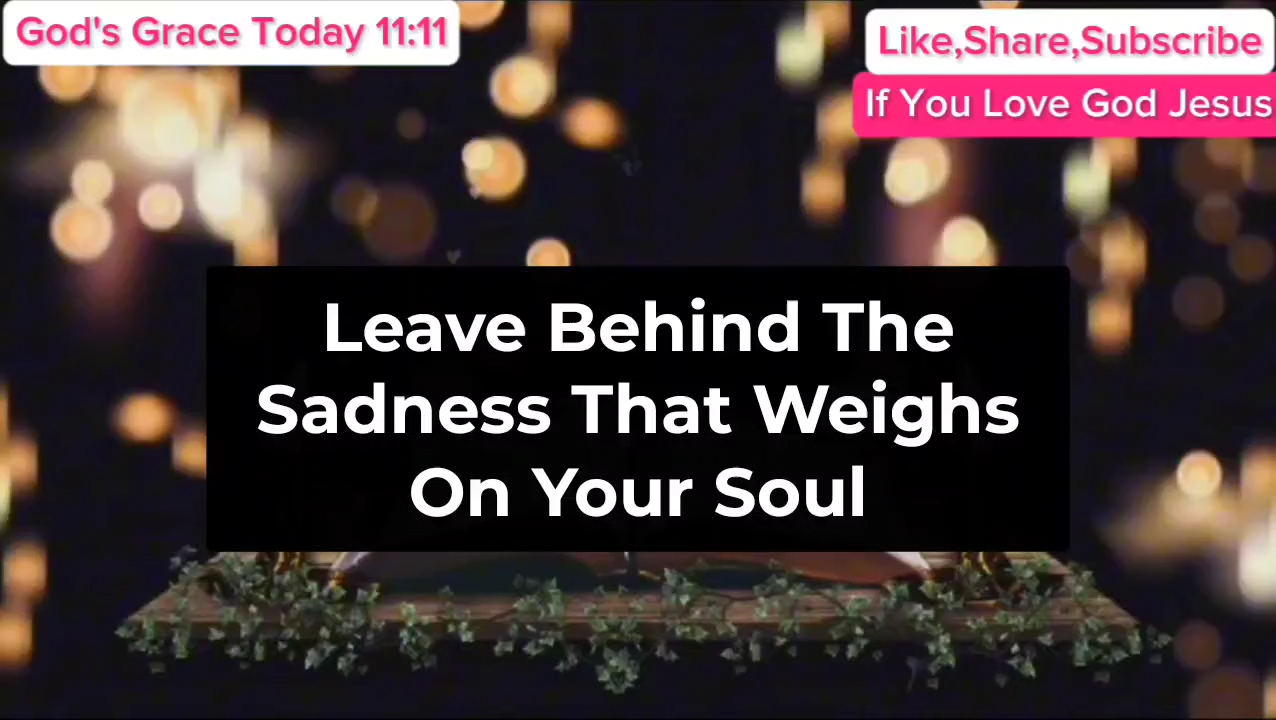 God's Grace Today 11:11
Like,Share,Subscribe
If You Love God Jesus
Leave Behind The
Sadness That Weighs
On Your Soul